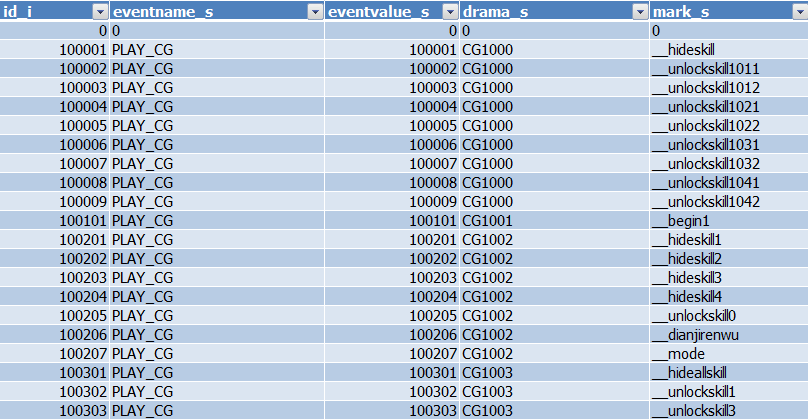 id_i eventname_s eventvalue_s drama_s mark_s
0 0 0 0 0
100001 PLAY_CG 100001 CG1000 __hideskill
100002 PLAY_CG 100002 CG1000 __unlockskill1011
100003 PLAY_CG 100003 CG1000 __unlockskill1012
100004 PLAY_CG 100004 CG1000 __unlockskill1021
100005 PLAY_CG 100005 CG1000 __unlockskill1022
100006 PLAY_CG 100006 CG1000 __unlockskill1031
100007 PLAY_CG 100007 CG1000 __unlockskill1032
100008 PLAY_CG 100008 CG1000 __unlockskill1041
100009 PLAY_CG 100009 CG1000 __unlockskill1042
100101 PLAY_CG 100101 CG1001 __begin1
100201 PLAY_CG 100201 CG1002 __hideskill1
100202 PLAY_CG 100202 CG1002 __hideskill2
100203 PLAY_CG 100203 CG1002 __hideskill3
100204 PLAY_CG 100204 CG1002 __hideskill4
100205 PLAY_CG 100205 CG1002 __unlockskill0
100206 PLAY_CG 100206 CG1002 __dianjirenwu
100207 PLAY_CG 100207 CG1002 __mode
100301 PLAY_CG 100301 CG1003 __hideallskill
100302 PLAY_CG 100302 CG1003 __unlockskill1
100303 PLAY_CG 100303 CG1003 __unlockskill3